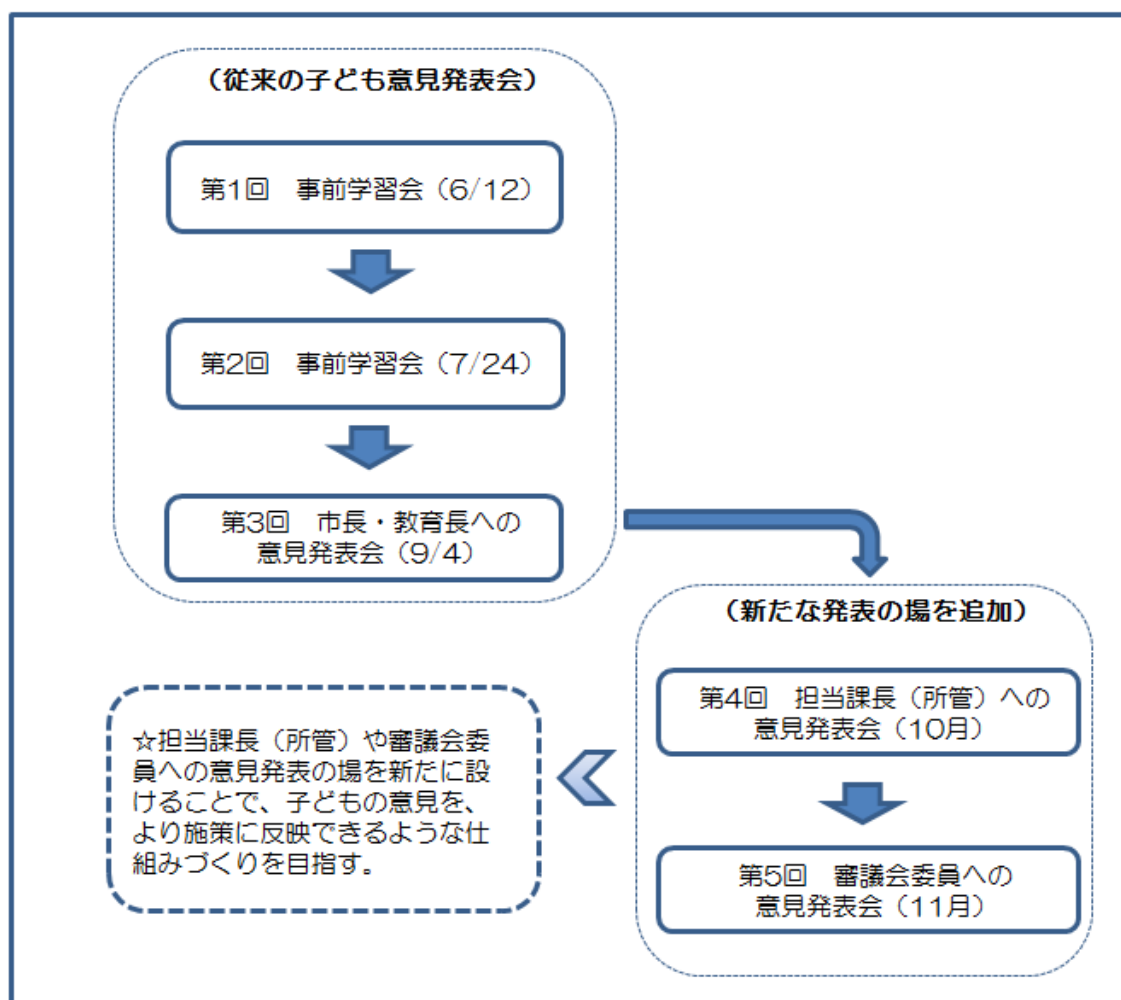 （従来の子ども意見発表会）
第1回　事前学習会（6/12）
第2回　事前学習会（7/24）
第3回　市長・教育長への
意見発表会（9/4）
（新たな発表の場を追加）
第4回　担当課長（所管）への
意見発表会（10月）
第5回　審議会委員への
意見発表会（11月）
☆担当課長（所管）や審議会委
員への意見発表の場を新たに設
けることで、子どもの意見を、
より施策に反映できるような仕
組みづくりを目指す。